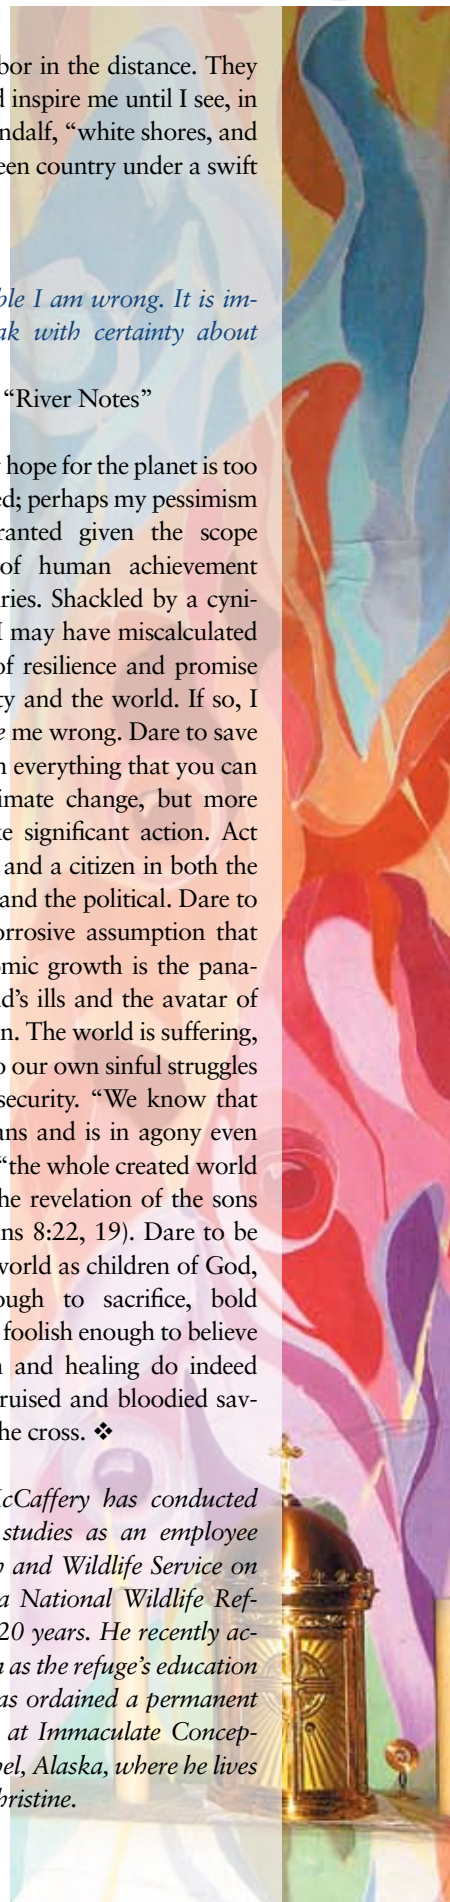 bor in the distance. They
inspire me until I see, in
ndalf, “white shores, and
een country under a swift
ble I am wrong. It is im-
ak with certainty about
“River Notes”
hope for the planet is too
ed; perhaps my pessimism
ranted given the scope
of human achievement
ries. Shackled by a cyni-
I may have miscalculated
of resilience and promise
ty and the world. If so, I
e me wrong. Dare to save
n everything that you can
imate change, but more
ke significant action. Act
and a citizen in both the
and the political. Dare to
orrosive assumption that
omic growth is the pana-
d’s ills and the avatar of
n. The world is suffering,
o our own sinful struggles
security. “We know that
ans and is in agony even
“the whole created world
he revelation of the sons
ns 8:22, 19). Dare to be
world as children of God,
ough to sacrifice, bold
foolish enough to believe
n and healing do indeed
ruised and bloodied sav-
he cross. ❖
McCaffery has conducted
studies as an employee
h and Wildlife Service on
a National Wildlife Ref-
20 years. He recently ac-
n as the refuge’s education
as ordained a permanent
at Immaculate Concep-
hel, Alaska, where he lives
hristine.